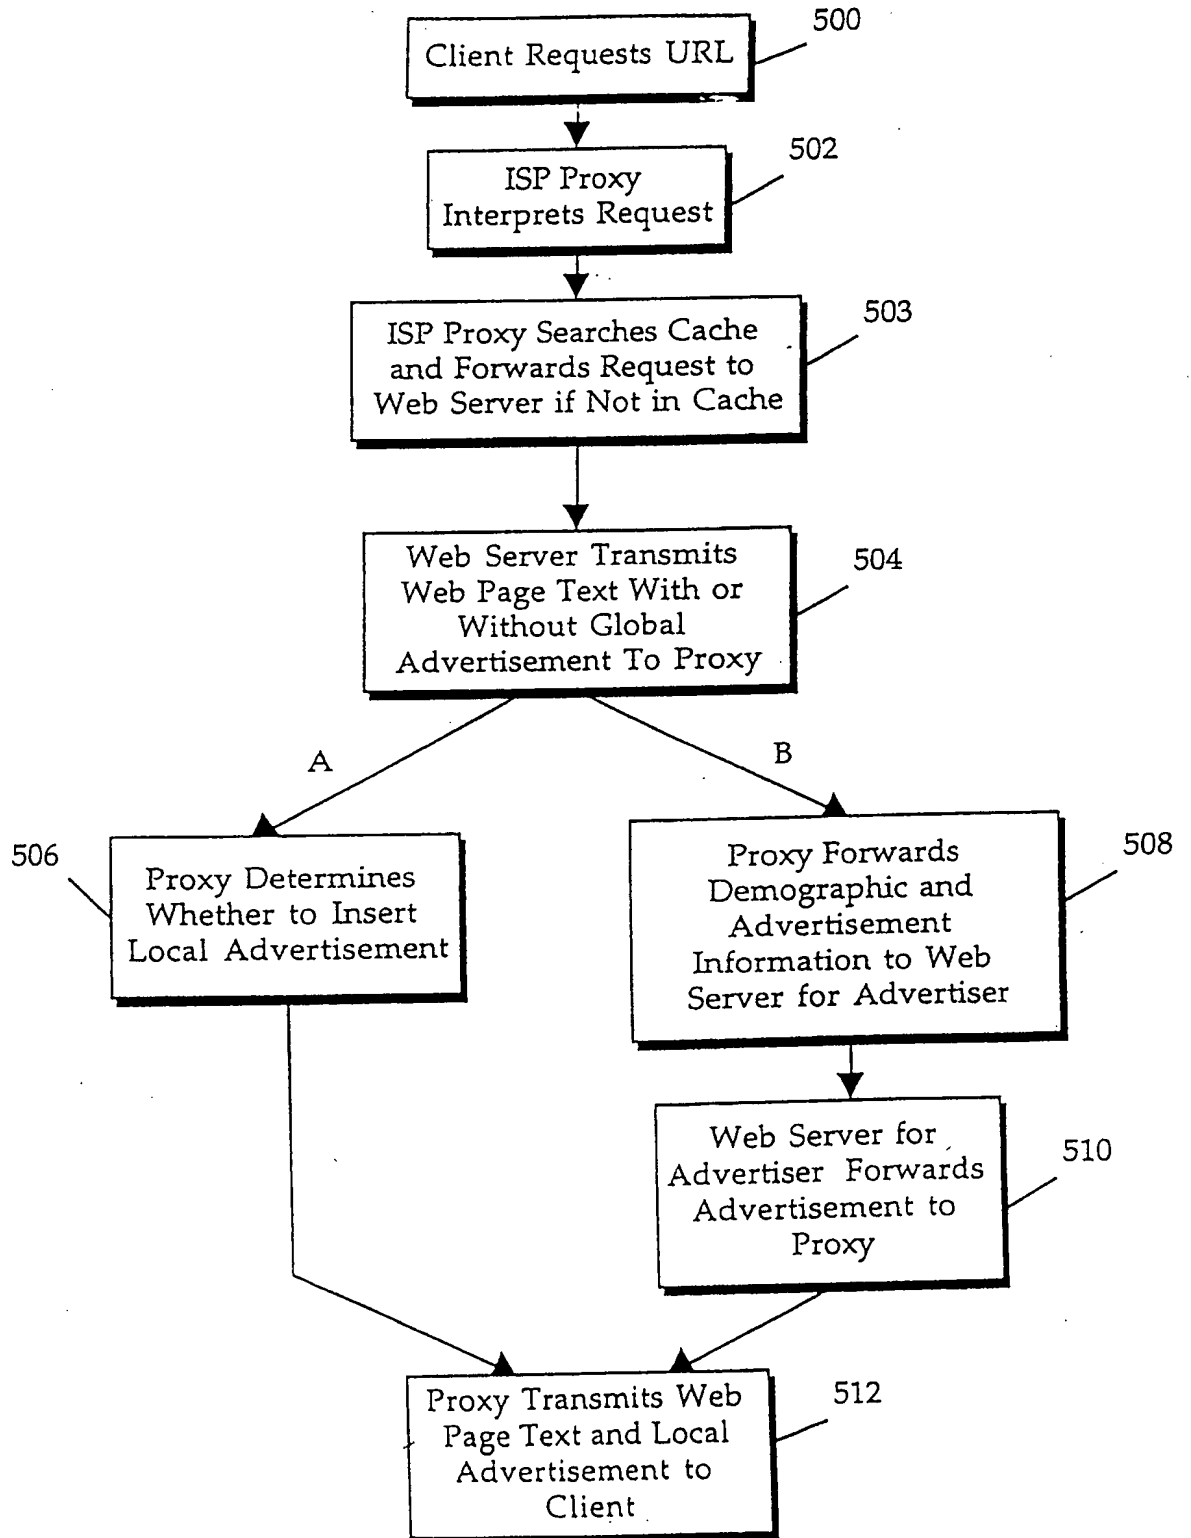 500
Client Requests URL
502
ISP Proxy
Interprets Request
503
ISP Proxy Searches Cache
and Forwards Request to
Web Server if Not in Cache
504
Web Server Transmits
Web Page Text With or
Without Global
Advertisement To Proxy
A
B
506
Proxy Determines
Whether to Insert
Local Advertisement
508
Proxy Forwards
Demographic and
Advertisement
Information to Web
Server for Advertiser
510
Web Server for
Advertiser Forwards
Advertisement to
Proxy
512
Proxy Transmits Web
Page Text and Local
Advertisement to
Client